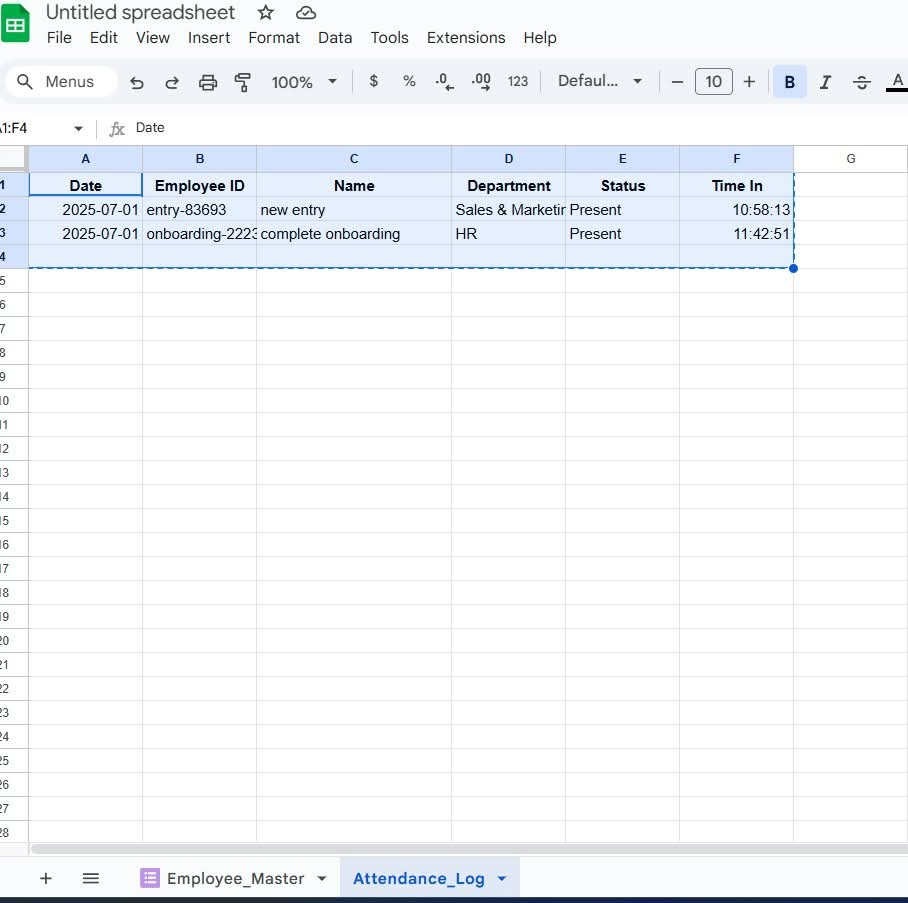 Untitled spreadsheet
File Edit View Insert Format Data Tools Extensions Help
Menus 100% $ % .0 .00 123 Defaul... − 10 + B I A
1:F4 fx Date
A B C D E F G
1 Date Employee ID Name Department Status Time In
2 2025-07-01 entry-83693 new entry Sales & Marketin Present 10:58:13
3 2025-07-01 onboarding-2223 complete onboarding HR Present 11:42:51
4
5
6
7
8
9
10
11
12
13
14
15
16
17
18
19
20
21
22
23
24
25
26
27
28
+ Employee_Master Attendance_Log